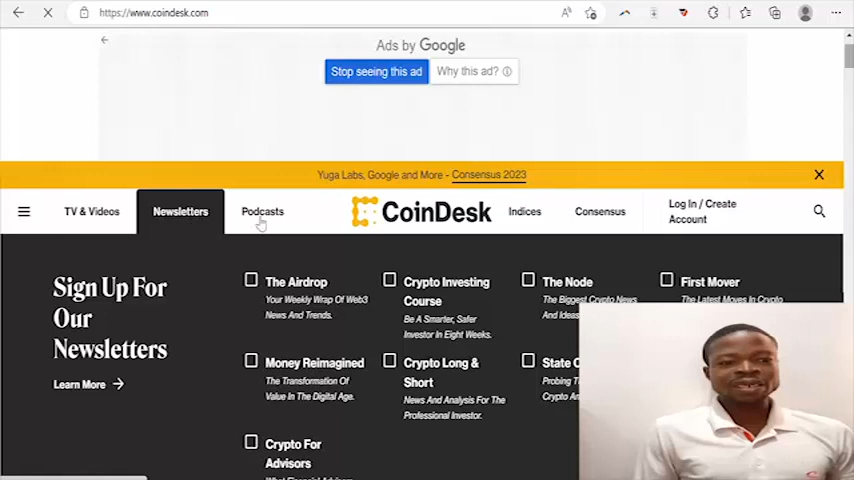 https://www.coindesk.com
Ads by Google
Stop seeing this ad
Why this ad?
Yuga Labs, Google and More - Consensus 2023
TV & Videos
Newsletters
Podcasts
CoinDesk
Indices
Consensus
Log In / Create
Account
Sign Up For
Our
Newsletters
Learn More
The Airdrop
Your Weekly Wrap Of Web3
News And Trends.
Crypto Investing
Course
Be A Smarter, Safer
Investor In Eight Weeks.
The Node
The Biggest Crypto News
And Ideas
First Mover
The Latest Moves In Crypto
Money Reimagined
The Transformation Of
Value In The Digital Age.
Crypto Long &
Short
News And Analysis For The
Professional Investor.
State
Probing
Crypto
Crypto For
Advisors
What Financial Advisors